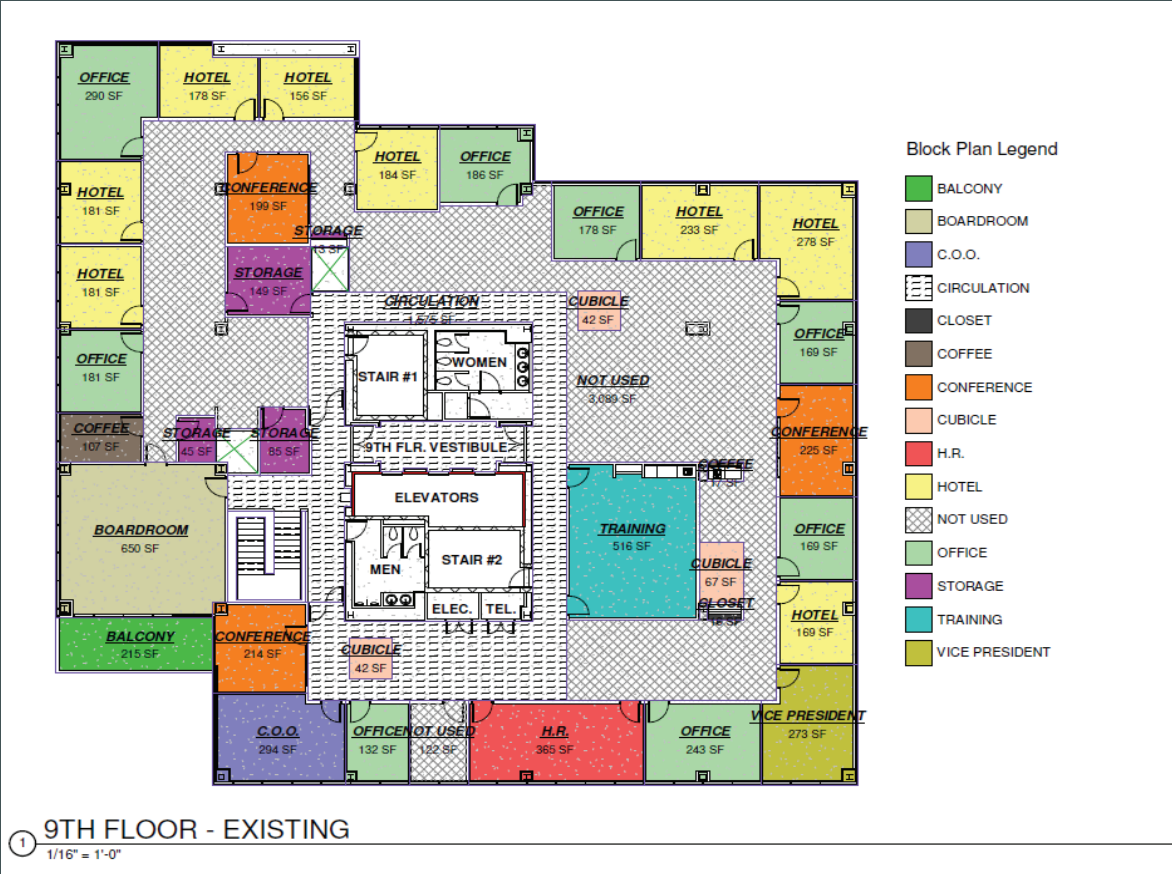 OFFICE
290 SF
HOTEL
178 SF
HOTEL
156 SF
HOTEL
184 SF
OFFICE
186 SF
HOTEL
181 SF
CONFERENCE
199 SF
OFFICE
178 SF
HOTEL
233 SF
HOTEL
278 SF
STORAGE
13 SF
HOTEL
181 SF
STORAGE
149 SF
CIRCULATION
1,575 SF
CUBICLE
42 SF
OFFICE
169 SF
OFFICE
181 SF
STAIR #1
WOMEN
NOT USED
3,089 SF
COFFEE
107 SF
STORAGE
45 SF
STORAGE
85 SF
9TH FLR. VESTIBULE
CONFERENCE
225 SF
COFFEE
17 SF
ELEVATORS
BOARDROOM
650 SF
TRAINING
516 SF
OFFICE
169 SF
MEN
STAIR #2
CUBICLE
67 SF
ELEC.
TEL.
CLOSET
HOTEL
169 SF
BALCONY
215 SF
CONFERENCE
214 SF
CUBICLE
42 SF
C.O.O.
294 SF
OFFICE
132 SF
NOT USED
122 SF
H.R.
365 SF
OFFICE
243 SF
VICE PRESIDENT
273 SF
Block Plan Legend
BALCONY
BOARDROOM
C.O.O.
CIRCULATION
CLOSET
COFFEE
CONFERENCE
CUBICLE
H.R.
HOTEL
NOT USED
OFFICE
STORAGE
TRAINING
VICE PRESIDENT
1
9TH FLOOR - EXISTING
1/16" = 1'-0"